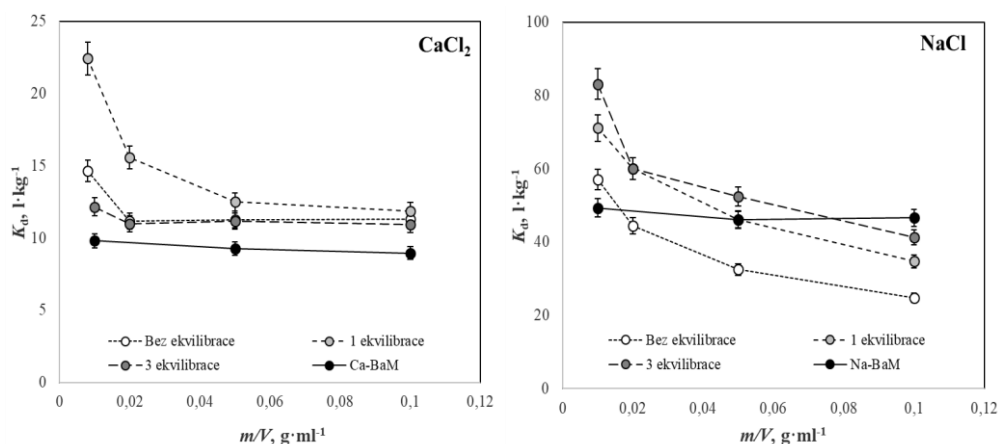 CaCl₂
25
20
15
10
5
0
K_d, l·kg⁻¹
Bez ekvilibrace
1 ekvilibrace
3 ekvilibrace
Ca-BaM
0
0,02
0,04
0,06
0,08
0,1
0,12
m/V, g·ml⁻¹
NaCl
100
80
60
40
20
0
K_d, l·kg⁻¹
Bez ekvilibrace
1 ekvilibrace
3 ekvilibrace
Na-BaM
0
0,02
0,04
0,06
0,08
0,1
0,12
m/V, g·ml⁻¹